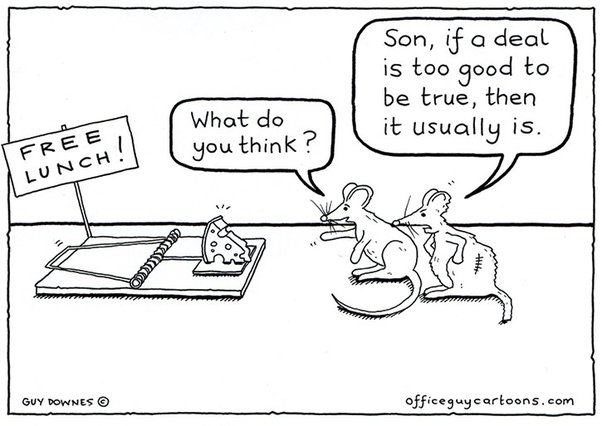 FREE
LUNCH!
What do
you think?
Son, if a deal
is too good to
be true, then
it usually is.
GUY DOWNES ©
officeguycartoons.com